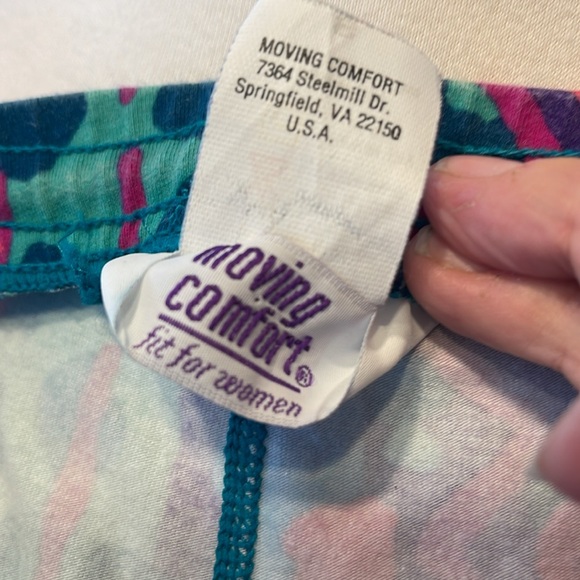 MOVING COMFORT
7364 Steelmill Dr.
Springfield, VA 22150
U.S.A.
moving
comfort®
fit for women